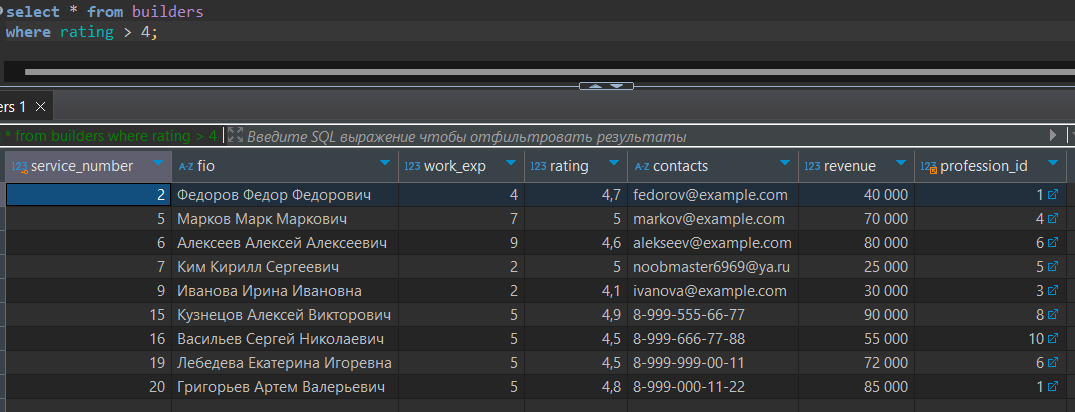 select * from builders
where rating > 4;
ers 1 ×
* from builders where rating > 4 Введите SQL выражение чтобы отфильтровать результаты
123 service_number A-Z fio 123 work_exp 123 rating A-Z contacts 123 revenue 123 profession_id
2 Федоров Федор Федорович 4 4,7 fedorov@example.com 40 000 1
5 Марков Марк Маркович 7 5 markov@example.com 70 000 4
6 Алексеев Алексей Алексеевич 9 4,6 alekseev@example.com 80 000 6
7 Ким Кирилл Сергеевич 2 5 noobmaster6969@ya.ru 25 000 5
9 Иванова Ирина Ивановна 2 4,1 ivanova@example.com 30 000 3
15 Кузнецов Алексей Викторович 5 4,9 8-999-555-66-77 90 000 8
16 Васильев Сергей Николаевич 5 4,5 8-999-666-77-88 55 000 10
19 Лебедева Екатерина Игоревна 5 4,5 8-999-999-00-11 72 000 6
20 Григорьев Артем Валерьевич 5 4,8 8-999-000-11-22 85 000 1